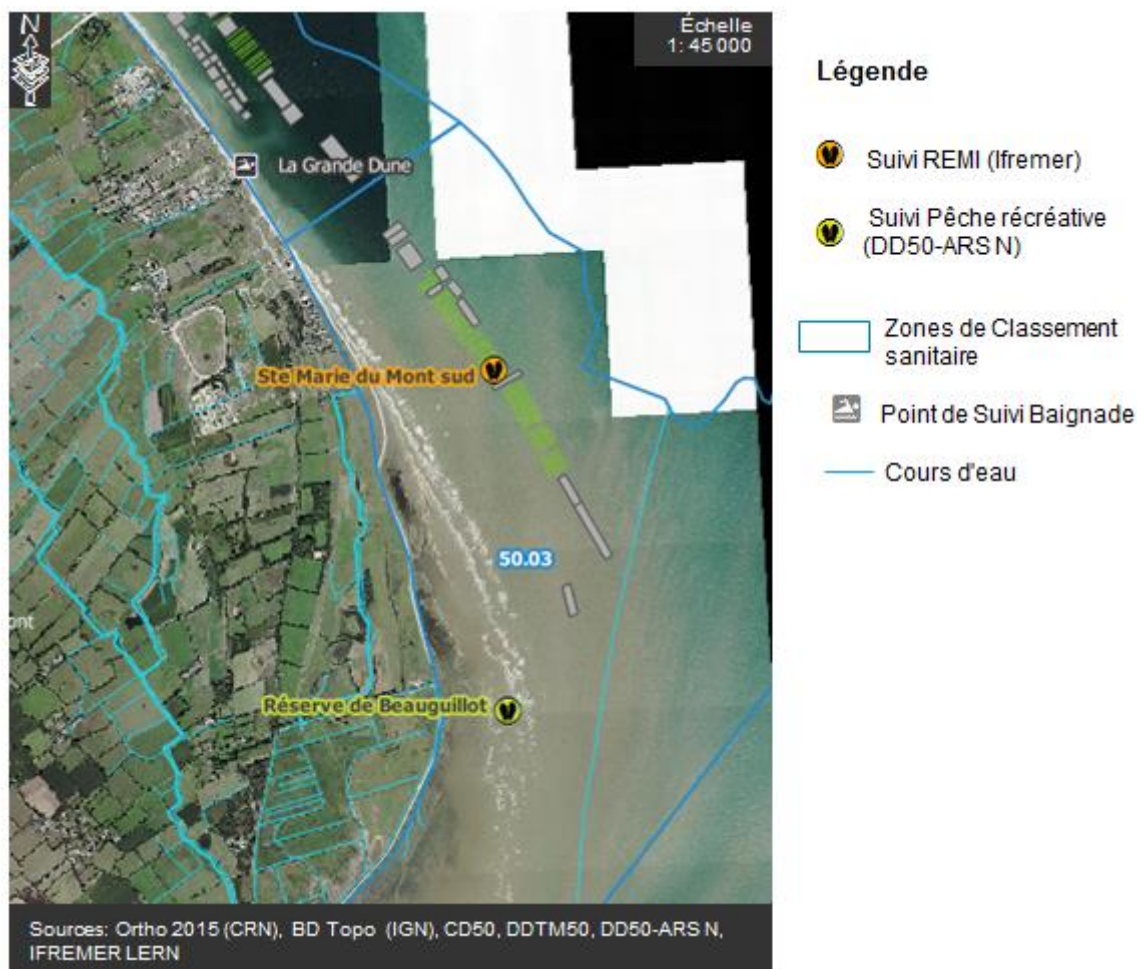 N
Échelle
1: 45 000
La Grande Dune
Ste Marie du Mont sud
50.03
ont
Réserve de Beauguillot
Sources: Ortho 2015 (CRN), BD Topo (IGN), CD50, DDTM50, DD50-ARS N,
IFREMER LERN
Légende
Suivi REMI (Ifremer)
Suivi Pêche récréative
(DD50-ARS N)
Zones de Classement
sanitaire
Point de Suivi Baignade
Cours d'eau